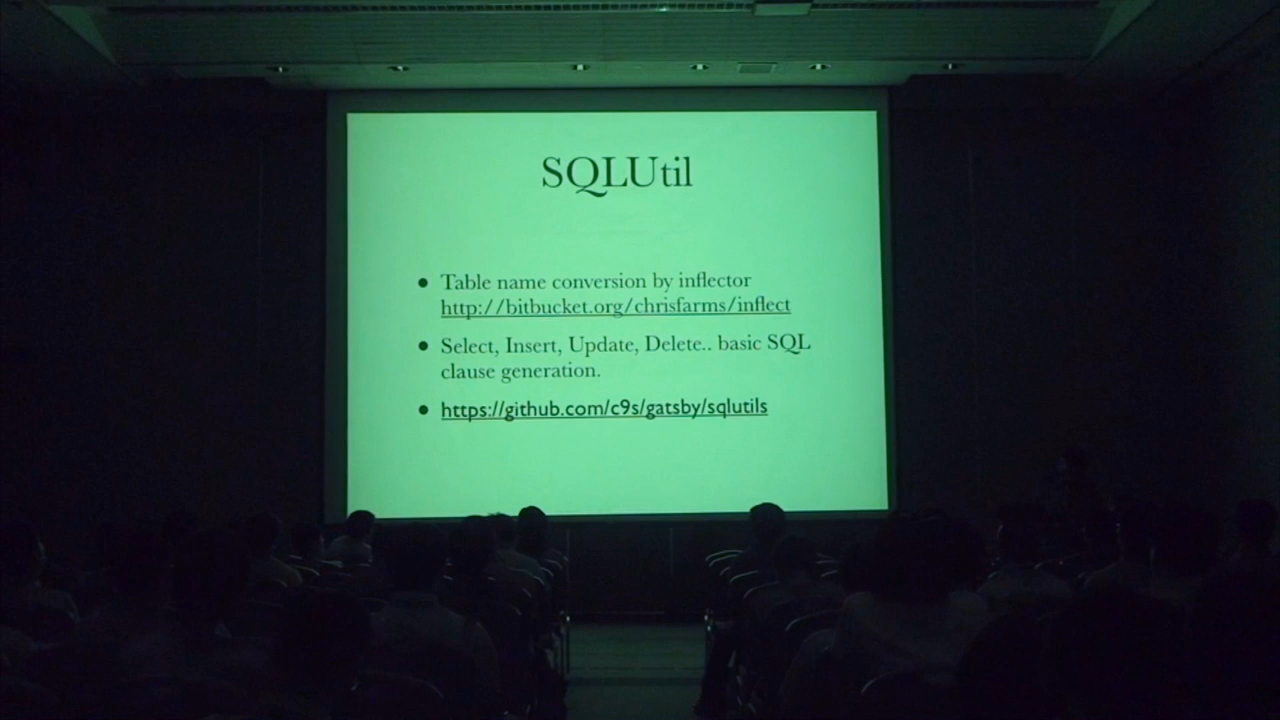 SQLUtil
• Table name conversion by inflector
http://bitbucket.org/chrisfarms/inflect
• Select, Insert, Update, Delete.. basic SQL
clause generation.
• https://github.com/c9s/gatsby/sqlutils